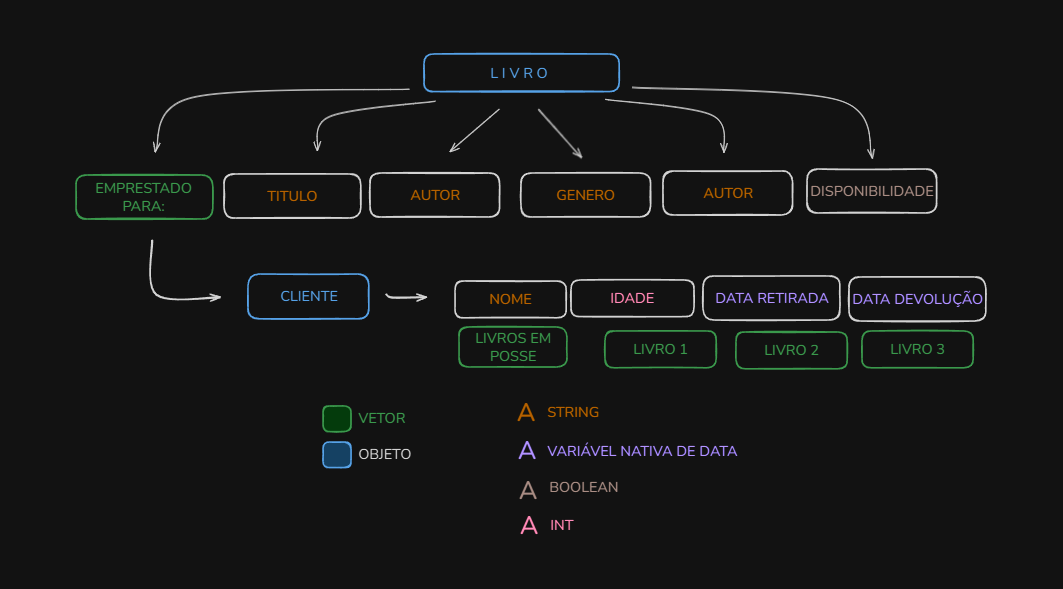 LIVRO
EMPRESTADO
PARA:
TITULO
AUTOR
GENERO
AUTOR
DISPONIBILIDADE
CLIENTE
NOME
IDADE
DATA RETIRADA
DATA DEVOLUÇÃO
LIVROS EM
POSSE
LIVRO 1
LIVRO 2
LIVRO 3
VETOR
OBJETO
A STRING
A VARIÁVEL NATIVA DE DATA
A BOOLEAN
A INT